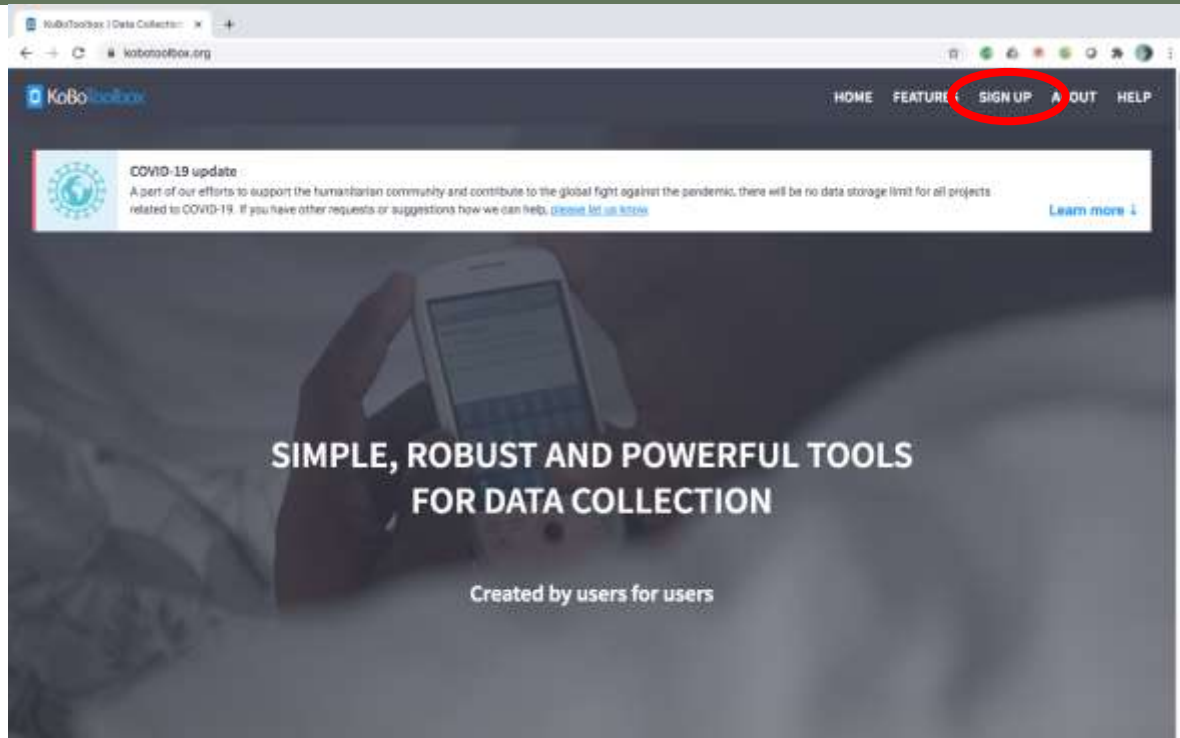 KoBoToolbox | Data Collection
kobotoolbox.org
KoBoToolbox
HOME FEATURES SIGN UP ABOUT HELP
COVID-19 update
A part of our efforts to support the humanitarian community and contribute to the global fight against the pandemic, there will be no data storage limit for all projects
related to COVID-19. If you have other requests or suggestions how we can help, please let us know.
Learn more
SIMPLE, ROBUST AND POWERFUL TOOLS
FOR DATA COLLECTION
Created by users for users